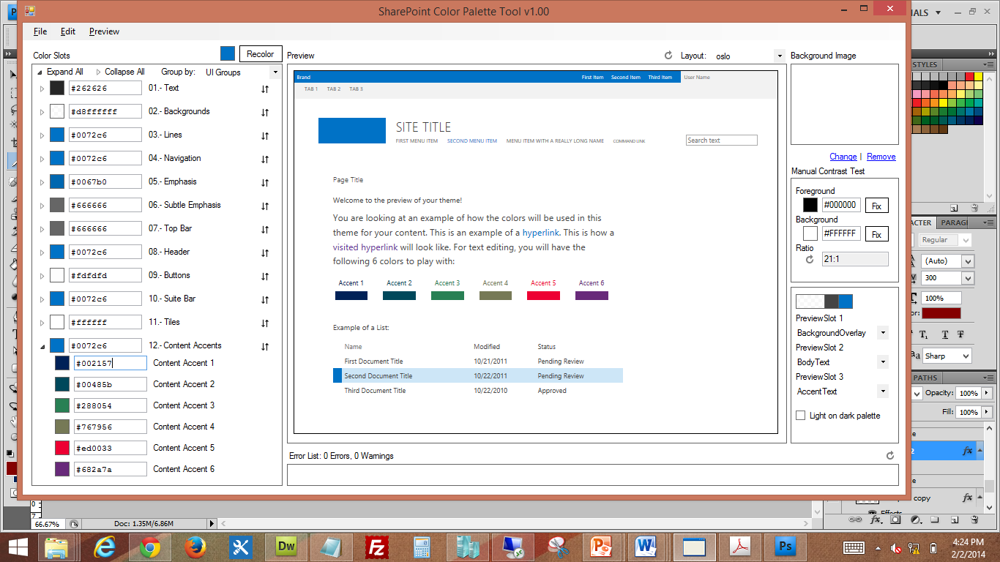 SharePoint Color Palette Tool v1.00
IALS
File Edit Preview
Color Slots
Recolor
Preview
Layout: oslo
Background Image
Expand All Collapse All Group by: UI Groups
#262626 01.- Text
#d8ffffff 02.- Backgrounds
#0072c6 03.- Lines
#0072c6 04.- Navigation
#0067b0 05.- Emphasis
#666666 06.- Subtle Emphasis
#666666 07.- Top Bar
#0072c6 08.- Header
#fdfdfd 09.- Buttons
#0072c6 10.- Suite Bar
#ffffff 11.- Tiles
#0072c6 12.- Content Accents
#002157 Content Accent 1
#00485b Content Accent 2
#288054 Content Accent 3
#767956 Content Accent 4
#ed0033 Content Accent 5
#682a7a Content Accent 6
Brand First Item Second Item Third Item User Name
TAB 1 TAB 2 TAB 3
SITE TITLE
FIRST MENU ITEM SECOND MENU ITEM MENU ITEM WITH A REALLY LONG NAME COMMAND LINK
Search text
Page Title
Welcome to the preview of your theme!
You are looking at an example of how the colors will be used in this
theme for your content. This is an example of a hyperlink. This is how a
visited hyperlink will look like. For text editing, you will have the
following 6 colors to play with:
Accent 1 Accent 2 Accent 3 Accent 4 Accent 5 Accent 6
Example of a List:
Name Modified Status
First Document Title 10/21/2011 Pending Review
Second Document Title 10/22/2011 Pending Review
Third Document Title 10/22/2010 Approved
Error List: 0 Errors, 0 Warnings
Change | Remove
Manual Contrast Test
Foreground
#000000 Fix
Background
#FFFFFF Fix
Ratio
21:1
PreviewSlot 1
BackgroundOverlay
PreviewSlot 2
BodyText
PreviewSlot 3
AccentText
Light on dark palette
STYLES
ACTER PARAGI
Regular
(Auto)
300
100%
or:
T T
aa Sharp
PATHS
Opacity: 100%
Fill: 100%
e
2 fx
e
copy fx
Effects
fx
0
7
66.67% Doc: 1.35M/6.86M
Dw
Fz
P
W
Ps
4:24 PM
2/2/2014